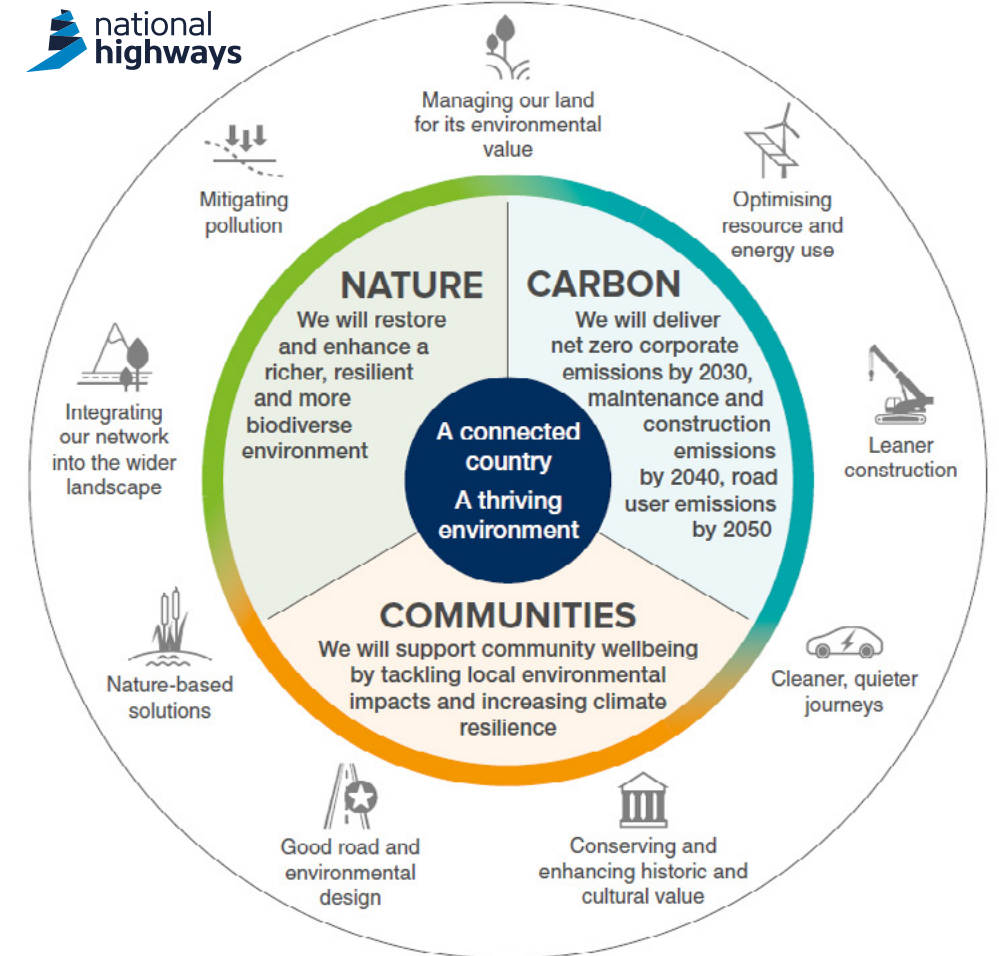 national
highways
Managing our land
for its environmental
value
Optimising
resource and
energy use
Leaner
construction
Cleaner, quieter
journeys
Conserving and
enhancing historic and
cultural value
Good road and
environmental
design
Nature-based
solutions
Integrating
our network
into the wider
landscape
Mitigating
pollution
NATURE
We will restore
and enhance a
richer, resilient
and more
biodiverse
environment
CARBON
We will deliver
net zero corporate
emissions by 2030,
maintenance and
construction
emissions
by 2040, road
user emissions
by 2050
A connected
country
A thriving
environment
COMMUNITIES
We will support community wellbeing
by tackling local environmental
impacts and increasing climate
resilience